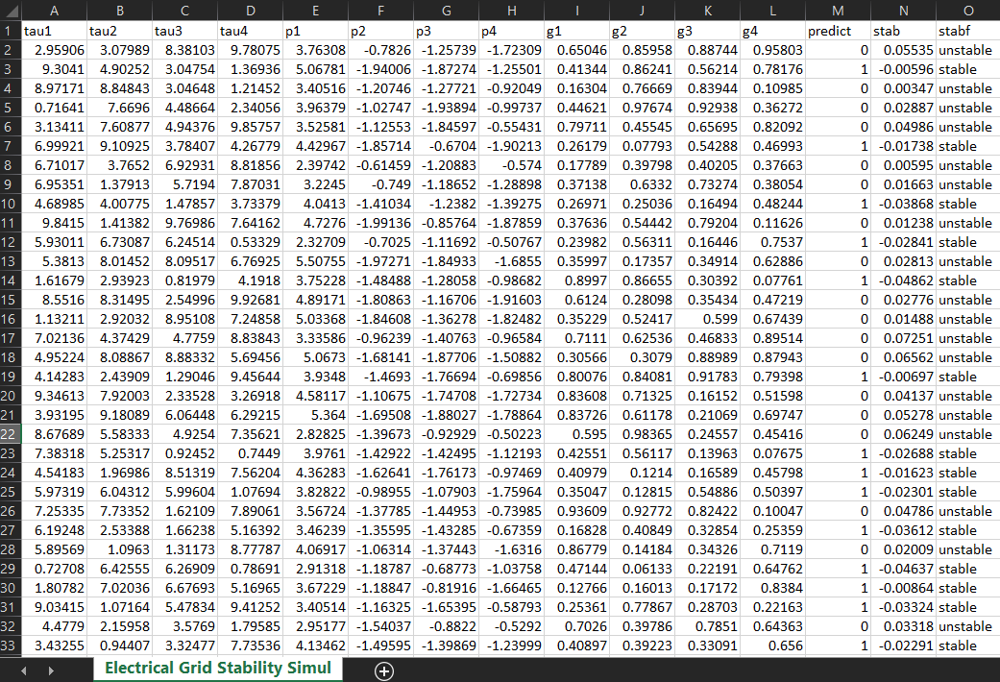 A B C D E F G H I J K L M N O
1 tau1 tau2 tau3 tau4 p1 p2 p3 p4 g1 g2 g3 g4 predict stab stabf
2 2.95906 3.07989 8.38103 9.78075 3.76308 -0.7826 -1.25739 -1.72309 0.65046 0.85958 0.88744 0.95803 0 0.05535 unstable
3 9.3041 4.90252 3.04754 1.36936 5.06781 -1.94006 -1.87274 -1.25501 0.41344 0.86241 0.56214 0.78176 1 -0.00596 stable
4 8.97171 8.84843 3.04648 1.21452 3.40516 -1.20746 -1.27721 -0.92049 0.16304 0.76669 0.83944 0.10985 0 0.00347 unstable
5 0.71641 7.6696 4.48664 2.34056 3.96379 -1.02747 -1.93894 -0.99737 0.44621 0.97674 0.92938 0.36272 0 0.02887 unstable
6 3.13411 7.60877 4.94376 9.85757 3.52581 -1.12553 -1.84597 -0.55431 0.79711 0.45545 0.65695 0.82092 0 0.04986 unstable
7 6.99921 9.10925 3.78407 4.26779 4.42967 -1.85714 -0.6704 -1.90213 0.26179 0.07793 0.54288 0.46993 1 -0.01738 stable
8 6.71017 3.7652 6.92931 8.81856 2.39742 -0.61459 -1.20883 -0.574 0.17789 0.39798 0.40205 0.37663 0 0.00595 unstable
9 6.95351 1.37913 5.7194 7.87031 3.2245 -0.749 -1.18652 -1.28898 0.37138 0.6332 0.73274 0.38054 0 0.01663 unstable
10 4.68985 4.00775 1.47857 3.73379 4.0413 -1.41034 -1.2382 -1.39275 0.26971 0.25036 0.16494 0.48244 1 -0.03868 stable
11 9.8415 1.41382 9.76986 7.64162 4.7276 -1.99136 -0.85764 -1.87859 0.37636 0.54442 0.79204 0.11626 0 0.01238 unstable
12 5.93011 6.73087 6.24514 0.53329 2.32709 -0.7025 -1.11692 -0.50767 0.23982 0.56311 0.16446 0.7537 1 -0.02841 stable
13 5.3813 8.01452 8.09517 6.76925 5.50755 -1.97271 -1.84933 -1.6855 0.35997 0.17357 0.34914 0.62886 0 0.02813 unstable
14 1.61679 2.93923 0.81979 4.1918 3.75228 -1.48488 -1.28058 -0.98682 0.8997 0.86655 0.30392 0.07761 1 -0.04862 stable
15 8.5516 8.31495 2.54996 9.92681 4.89171 -1.80863 -1.16706 -1.91603 0.6124 0.28098 0.35434 0.47219 0 0.02776 unstable
16 1.13211 2.92032 8.95108 7.24858 5.03368 -1.84608 -1.36278 -1.82482 0.35229 0.52417 0.599 0.67439 0 0.01488 unstable
17 7.02136 4.37429 4.7759 8.83843 3.33586 -0.96239 -1.40763 -0.96584 0.7111 0.62536 0.46833 0.89514 0 0.07251 unstable
18 4.95224 8.08867 8.88332 5.69456 5.0673 -1.68141 -1.87706 -1.50882 0.30566 0.3079 0.88989 0.87943 0 0.06562 unstable
19 4.14283 2.43909 1.29046 9.45644 3.9348 -1.4693 -1.76694 -0.69856 0.80076 0.84081 0.91783 0.79398 1 -0.00697 stable
20 9.34613 7.92003 2.33528 3.26918 4.58117 -1.10675 -1.74708 -1.72734 0.83608 0.71325 0.16152 0.51598 0 0.04137 unstable
21 3.93195 9.18089 6.06448 6.29215 5.364 -1.69508 -1.88027 -1.78864 0.83726 0.61178 0.21069 0.69747 0 0.05278 unstable
22 8.67689 5.58333 4.9254 7.35621 2.82825 -1.39673 -0.92929 -0.50223 0.595 0.98365 0.24557 0.45416 0 0.06249 unstable
23 7.38318 5.25317 0.92452 0.7449 3.9761 -1.42922 -1.42495 -1.12193 0.42551 0.56117 0.13963 0.07675 1 -0.02688 stable
24 4.54183 1.96986 8.51319 7.56204 4.36283 -1.62641 -1.76173 -0.97469 0.40979 0.1214 0.16589 0.45798 1 -0.01623 stable
25 5.97319 6.04312 5.99604 1.07694 3.82822 -0.98955 -1.07903 -1.75964 0.35047 0.12815 0.54886 0.50397 1 -0.02301 stable
26 7.25335 7.73352 1.62109 7.89061 3.56724 -1.37785 -1.44953 -0.73985 0.93609 0.92772 0.82422 0.10047 0 0.04786 unstable
27 6.19248 2.53388 1.66238 5.16392 3.46239 -1.35595 -1.43285 -0.67359 0.16828 0.40849 0.32854 0.25359 1 -0.03612 stable
28 5.89569 1.0963 1.31173 8.77787 4.06917 -1.06314 -1.37443 -1.6316 0.86779 0.14184 0.34326 0.7119 0 0.02009 unstable
29 0.72708 6.42555 6.26909 0.78691 2.91318 -1.18787 -0.68773 -1.03758 0.47144 0.06133 0.22191 0.64762 1 -0.04637 stable
30 1.80782 7.02036 6.67693 5.16965 3.67229 -1.18847 -0.81916 -1.66465 0.12766 0.16013 0.17172 0.8384 1 -0.00864 stable
31 9.03415 1.07164 5.47834 9.41252 3.40514 -1.16325 -1.65395 -0.58793 0.25361 0.77867 0.28703 0.22163 1 -0.03324 stable
32 4.4779 2.15958 3.5769 1.79585 2.95177 -1.54037 -0.8822 -0.5292 0.7026 0.39786 0.7851 0.64363 0 0.03318 unstable
33 3.43255 0.94407 3.32477 7.73536 4.13462 -1.49595 -1.39869 -1.23999 0.40897 0.39223 0.33091 0.656 1 -0.02291 stable
Electrical Grid Stability Simul